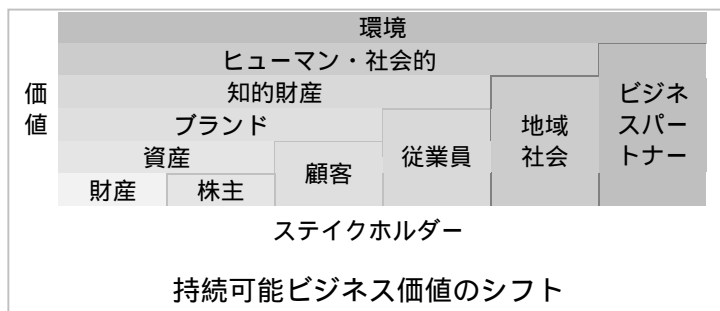 環境
ヒューマン・社会的
知的財産
ブランド
資産
財産
株主
顧客
従業員
地域
社会
ビジネ
スパー
トナー
価
値
ステイクホルダー
持続可能ビジネス価値のシフト